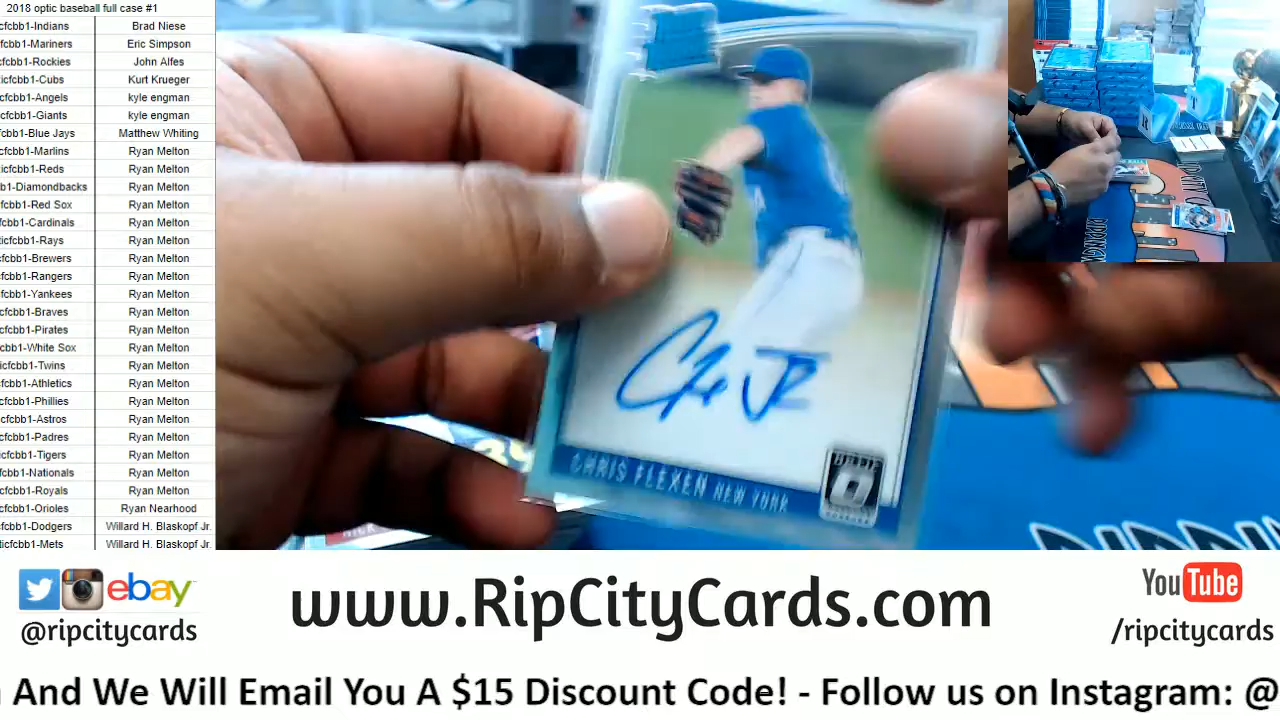 2018 optic baseball full case #1
cfcbb1-Indians Brad Niese
fcbb1-Mariners Eric Simpson
cfcbb1-Rockies John Alfes
icfcbb1-Cubs Kurt Krueger
cfcbb1-Angels kyle engman
cfcbb1-Giants kyle engman
fcbb1-Blue Jays Matthew Whiting
cfcbb1-Marlins Ryan Melton
icfcbb1-Reds Ryan Melton
b1-Diamondbacks Ryan Melton
fcbb1-Red Sox Ryan Melton
fcbb1-Cardinals Ryan Melton
ticfcbb1-Rays Ryan Melton
fcbb1-Brewers Ryan Melton
fcbb1-Rangers Ryan Melton
fcbb1-Yankees Ryan Melton
cfcbb1-Braves Ryan Melton
cfcbb1-Pirates Ryan Melton
cbb1-White Sox Ryan Melton
icfcbb1-Twins Ryan Melton
fcbb1-Athletics Ryan Melton
fcbb1-Phillies Ryan Melton
cfcbb1-Astros Ryan Melton
cfcbb1-Padres Ryan Melton
cfcbb1-Tigers Ryan Melton
cfcbb1-Nationals Ryan Melton
cfcbb1-Royals Ryan Melton
cfcbb1-Orioles Ryan Nearhood
cfcbb1-Dodgers Willard H. Blaskopf Jr.
ticfcbb1-Mets Willard H. Blaskopf Jr.
CHRIS FLEXEN NEW YORK
OPTIC
ebay
@ripcitycards
www.RipCityCards.com
YouTube
/ripcitycards
And We Will Email You A $15 Discount Code! - Follow us on Instagram: @